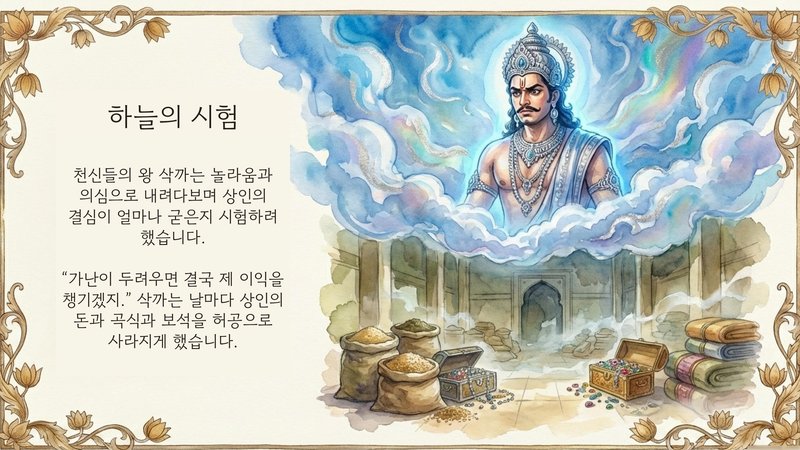 하늘의 시험
천신들의 왕 삭까는 놀라움과
의심으로 내려다보며 상인의
결심이 얼마나 굳은지 시험하려
했습니다.
“가난이 두려우면 결국 제 이익을
챙기겠지.” 삭까는 날마다 상인의
돈과 곡식과 보석을 허공으로
사라지게 했습니다.